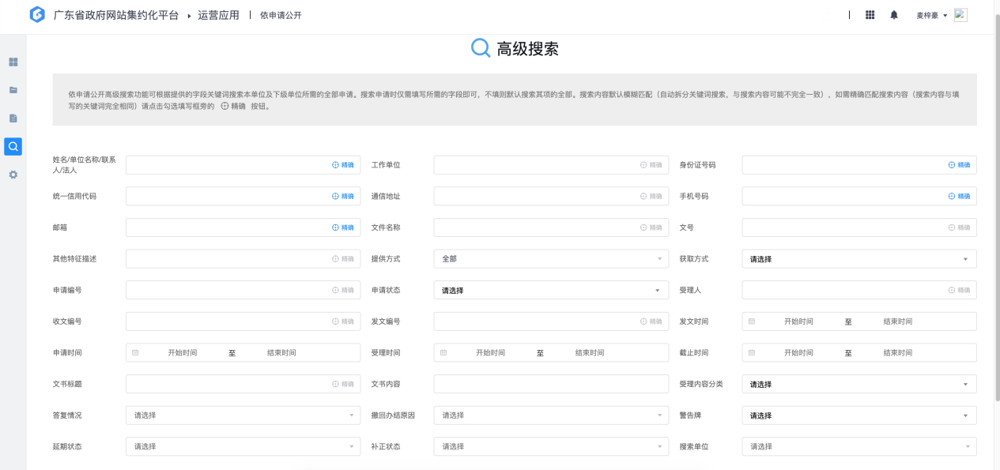 广东省政府网站集约化平台 ▸ 运营应用 | 依申请公开
麦梓豪
高级搜索
依申请公开高级搜索功能可根据提供的字段关键词搜索本单位及下级单位所需的全部申请。搜索申请时仅需填写所需的字段即可，不填则默认搜索其项的全部。搜索内容默认模糊匹配（自动拆分关键词搜索，与搜索内容可能不完全一致），如需精确匹配搜索内容（搜索内容与填
写的关键词完全相同）请点击勾选填写框旁的 精确 按钮。
姓名/单位名称/联系
人/法人 精确 工作单位 精确 身份证号码 精确
统一信用代码 精确 通信地址 精确 手机号码 精确
邮箱 精确 文件名称 精确 文号 精确
其他特征描述 精确 提供方式 全部 获取方式 请选择
申请编号 精确 申请状态 请选择 受理人 精确
收文编号 精确 发文编号 精确 发文时间 开始时间 至 结束时间
申请时间 开始时间 至 结束时间 受理时间 开始时间 至 结束时间 截止时间 开始时间 至 结束时间
文书标题 精确 文书内容 受理内容分类 请选择
答复情况 请选择 撤回办结原因 请选择 警告牌 请选择
延期状态 请选择 补正状态 请选择 搜索单位 请选择